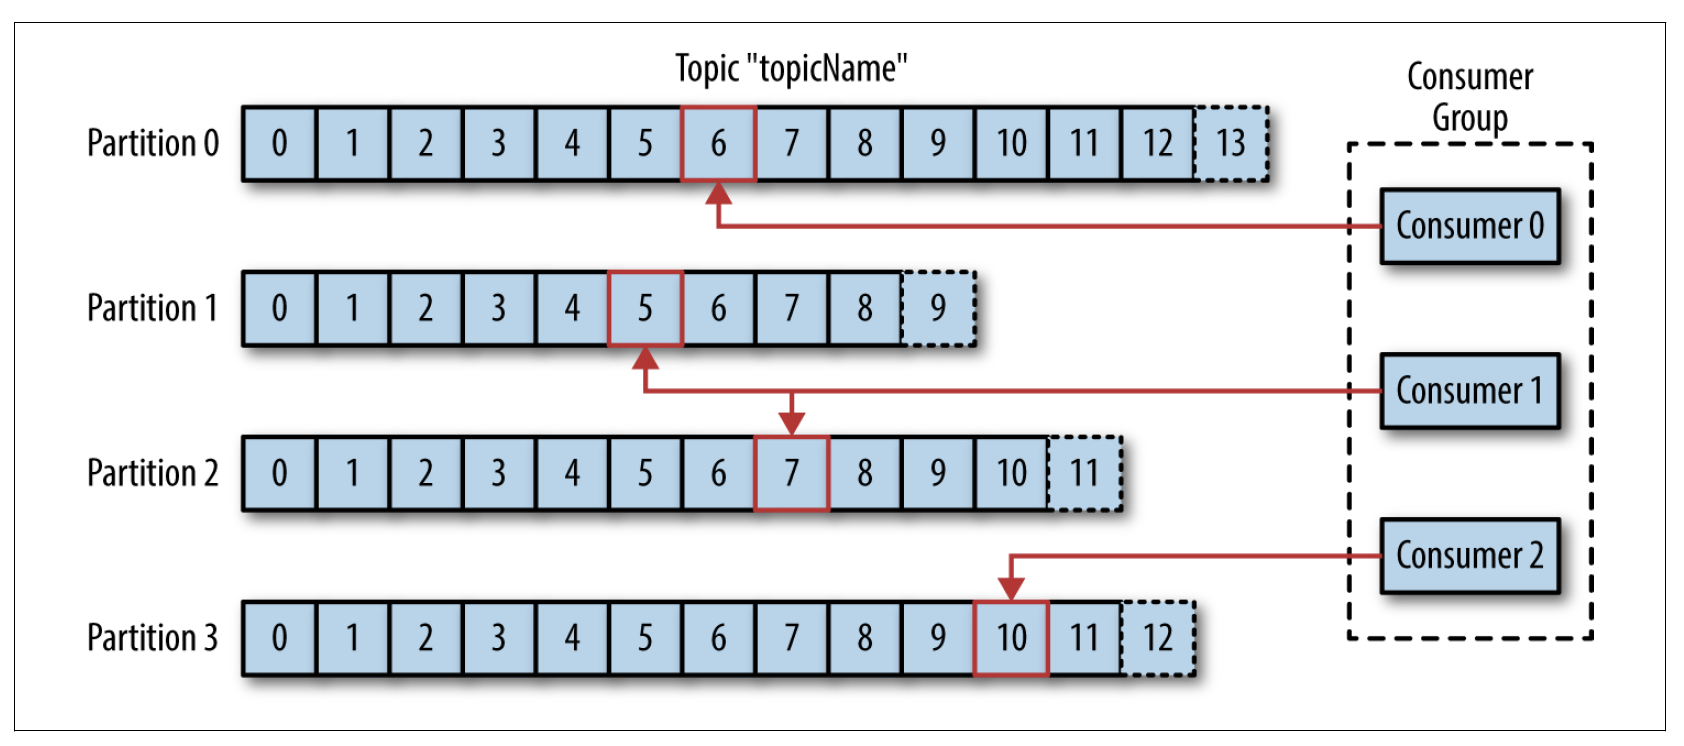 Topic "topicName"
Consumer
Group
Partition 0
0 1 2 3 4 5 6 7 8 9 10 11 12 13
Consumer 0
Partition 1
0 1 2 3 4 5 6 7 8 9
Consumer 1
Partition 2
0 1 2 3 4 5 6 7 8 9 10 11
Consumer 2
Partition 3
0 1 2 3 4 5 6 7 8 9 10 11 12